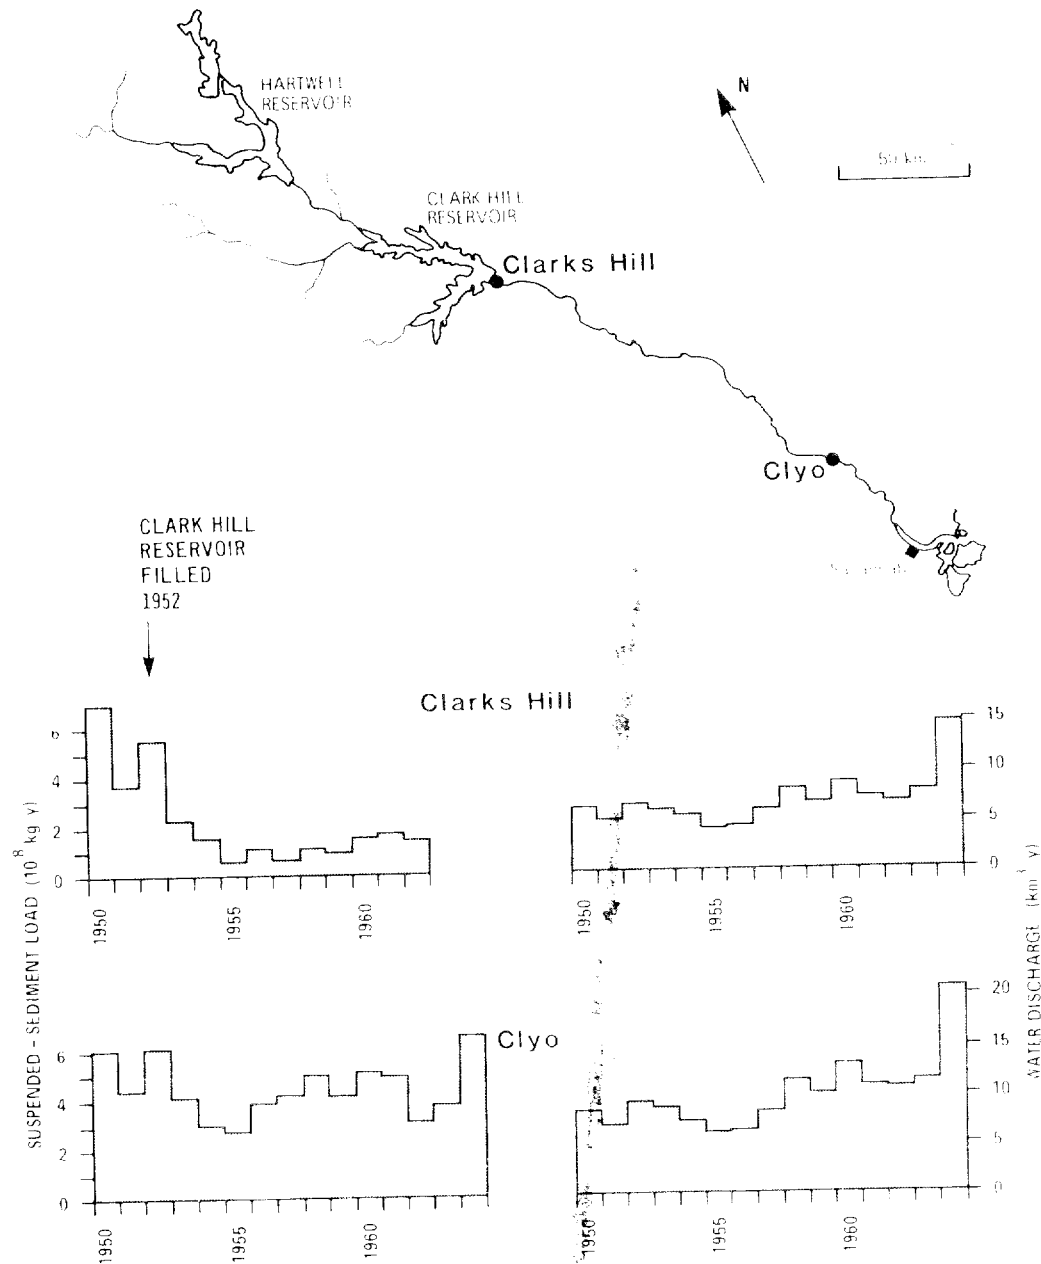 HARTWELL
RESERVOIR
N
50 km
CLARK HILL
RESERVOIR
Clarks Hill
Clyo
CLARK HILL
RESERVOIR
FILLED
1952
Clarks Hill
6
4
2
0
1950
1955
1960
15
10
5
0
1950
1955
1960
SUSPENDED - SEDIMENT LOAD (10⁸ kg y)
WATER DISCHARGE (km³ y)
Clyo
6
4
2
0
1950
1955
1960
20
15
10
5
0
1950
1955
1960